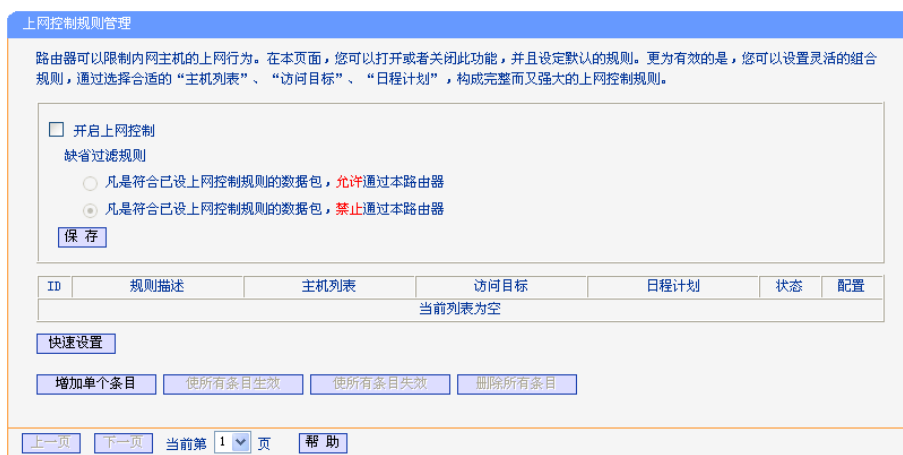 上网控制规则管理
路由器可以限制内网主机的上网行为。在本页面，您可以打开或者关闭此功能，并且设定默认的规则。更为有效的是，您可以设置灵活的组合
规则，通过选择合适的“主机列表”、“访问目标”、“日程计划”，构成完整而又强大的上网控制规则。
开启上网控制
缺省过滤规则
凡是符合已设上网控制规则的数据包，允许通过本路由器
凡是符合已设上网控制规则的数据包，禁止通过本路由器
保 存
ID 规则描述 主机列表 访问目标 日程计划 状态 配置
当前列表为空
快速设置
增加单个条目 使所有条目生效 使所有条目失效 删除所有条目
上一页 下一页 当前第 1 页 帮 助